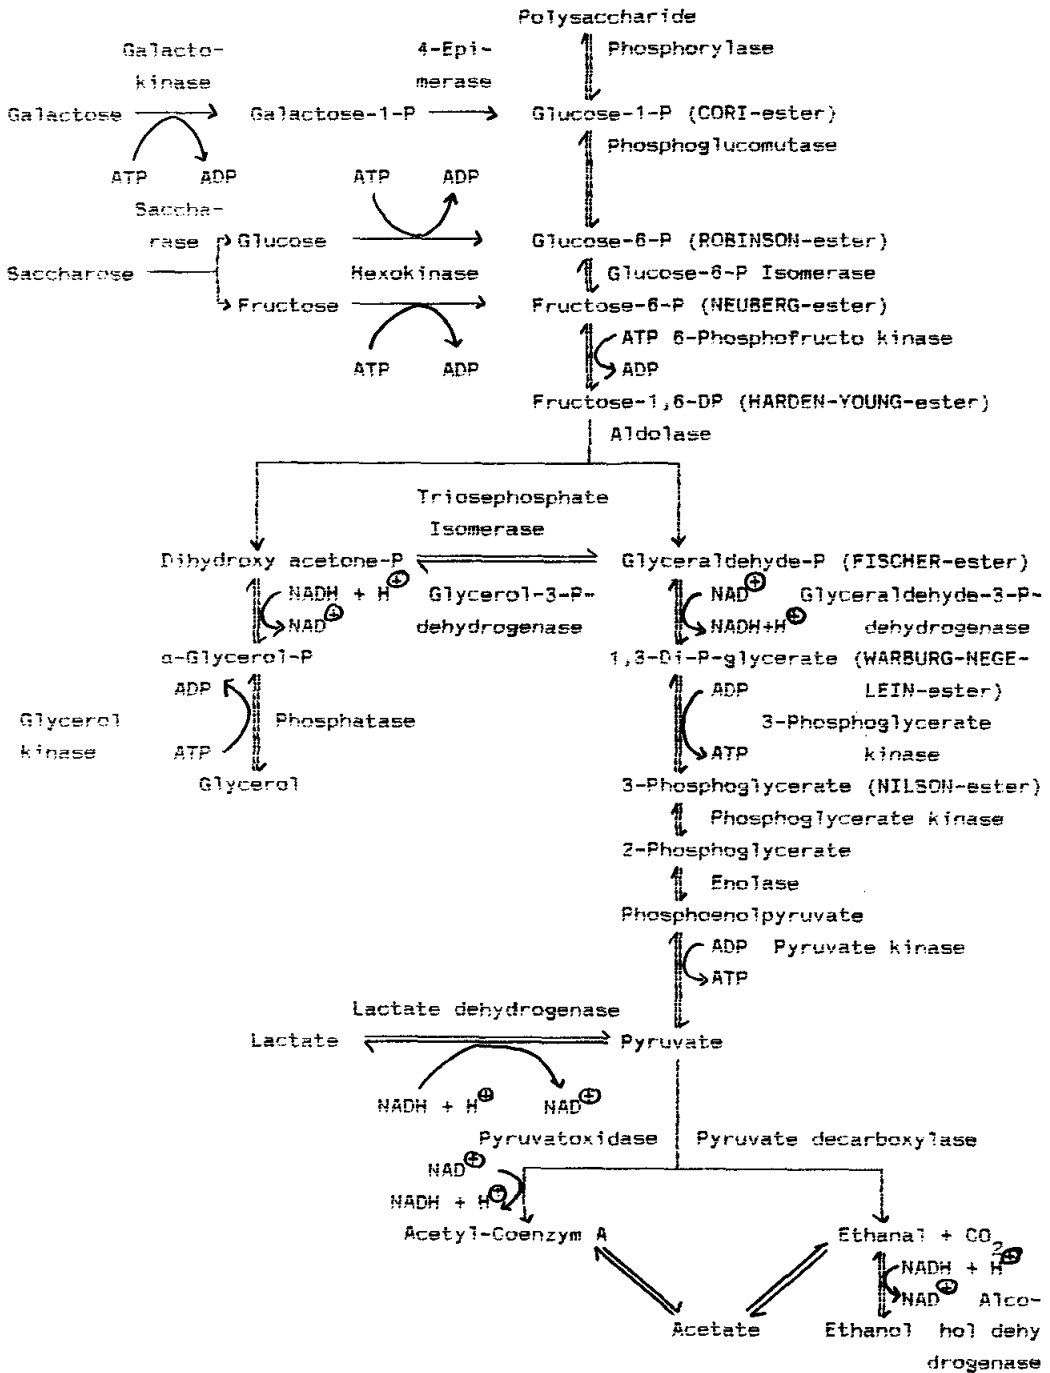 Polysaccharide
Phosphorylase
Galacto-
kinase
4-Epi-
merase
Galactose
Galactose-1-P
Glucose-1-P (CORI-ester)
Phosphoglucomutase
ATP
ADP
ATP
ADP
Saccha-
rase
Glucose
Glucose-6-P (ROBINSON-ester)
Saccharose
Hexokinase
Glucose-6-P Isomerase
Fructose
Fructose-6-P (NEUBERG-ester)
ATP 6-Phosphofructo kinase
ATP
ADP
ADP
Fructose-1,6-DP (HARDEN-YOUNG-ester)
Aldolase
Triosephosphate
Isomerase
Dihydroxy acetone-P
Glyceraldehyde-P (FISCHER-ester)
NADH + H⊕
Glycerol-3-P-
dehydrogenase
NAD⊕
NAD⊕
Glyceraldehyde-3-P-
dehydrogenase
NADH+H⊕
α-Glycerol-P
1,3-Di-P-glycerate (WARBURG-NEGE-
LEIN-ester)
ADP
ADP
Glycerol
kinase
Phosphatase
3-Phosphoglycerate
kinase
ATP
ATP
Glycerol
3-Phosphoglycerate (NILSON-ester)
Phosphoglycerate kinase
2-Phosphoglycerate
Enolase
Phosphoenolpyruvate
ADP Pyruvate kinase
ATP
Lactate dehydrogenase
Lactate
Pyruvate
NADH + H⊕
NAD⊕
Pyruvatoxidase
Pyruvate decarboxylase
NAD⊕
NADH + H⊕
Acetyl-Coenzym A
Ethanal + CO2
NADH + H⊕
NAD⊕
Alco-
hol dehy
drogenase
Acetate
Ethanol